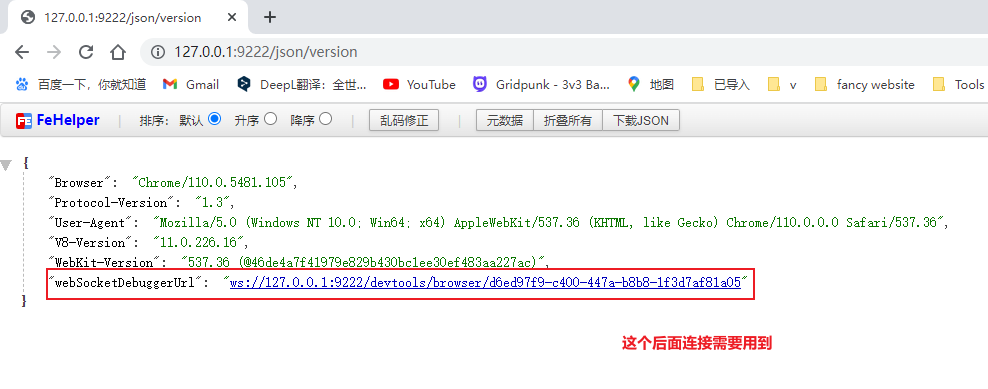 127.0.0.1:9222/json/version
127.0.0.1:9222/json/version
百度一下，你就知道 Gmail DeepL翻译：全世... YouTube Gridpunk - 3v3 Ba... 地图 已导入 v fancy website Tools
FeHelper 排序： 默认 升序 降序 乱码修正 元数据 折叠所有 下载JSON
{
"Browser": "Chrome/110.0.5481.105",
"Protocol-Version": "1.3",
"User-Agent": "Mozilla/5.0 (Windows NT 10.0; Win64; x64) AppleWebKit/537.36 (KHTML, like Gecko) Chrome/110.0.0.0 Safari/537.36",
"V8-Version": "11.0.226.16",
"WebKit-Version": "537.36 (@46de4a7f41979e829b430bc1ee30ef483aa227ac)",
"webSocketDebuggerUrl": "ws://127.0.0.1:9222/devtools/browser/d6ed97f9-c400-447a-b8b8-1f3d7af81a05"
}
这个后面连接需要用到